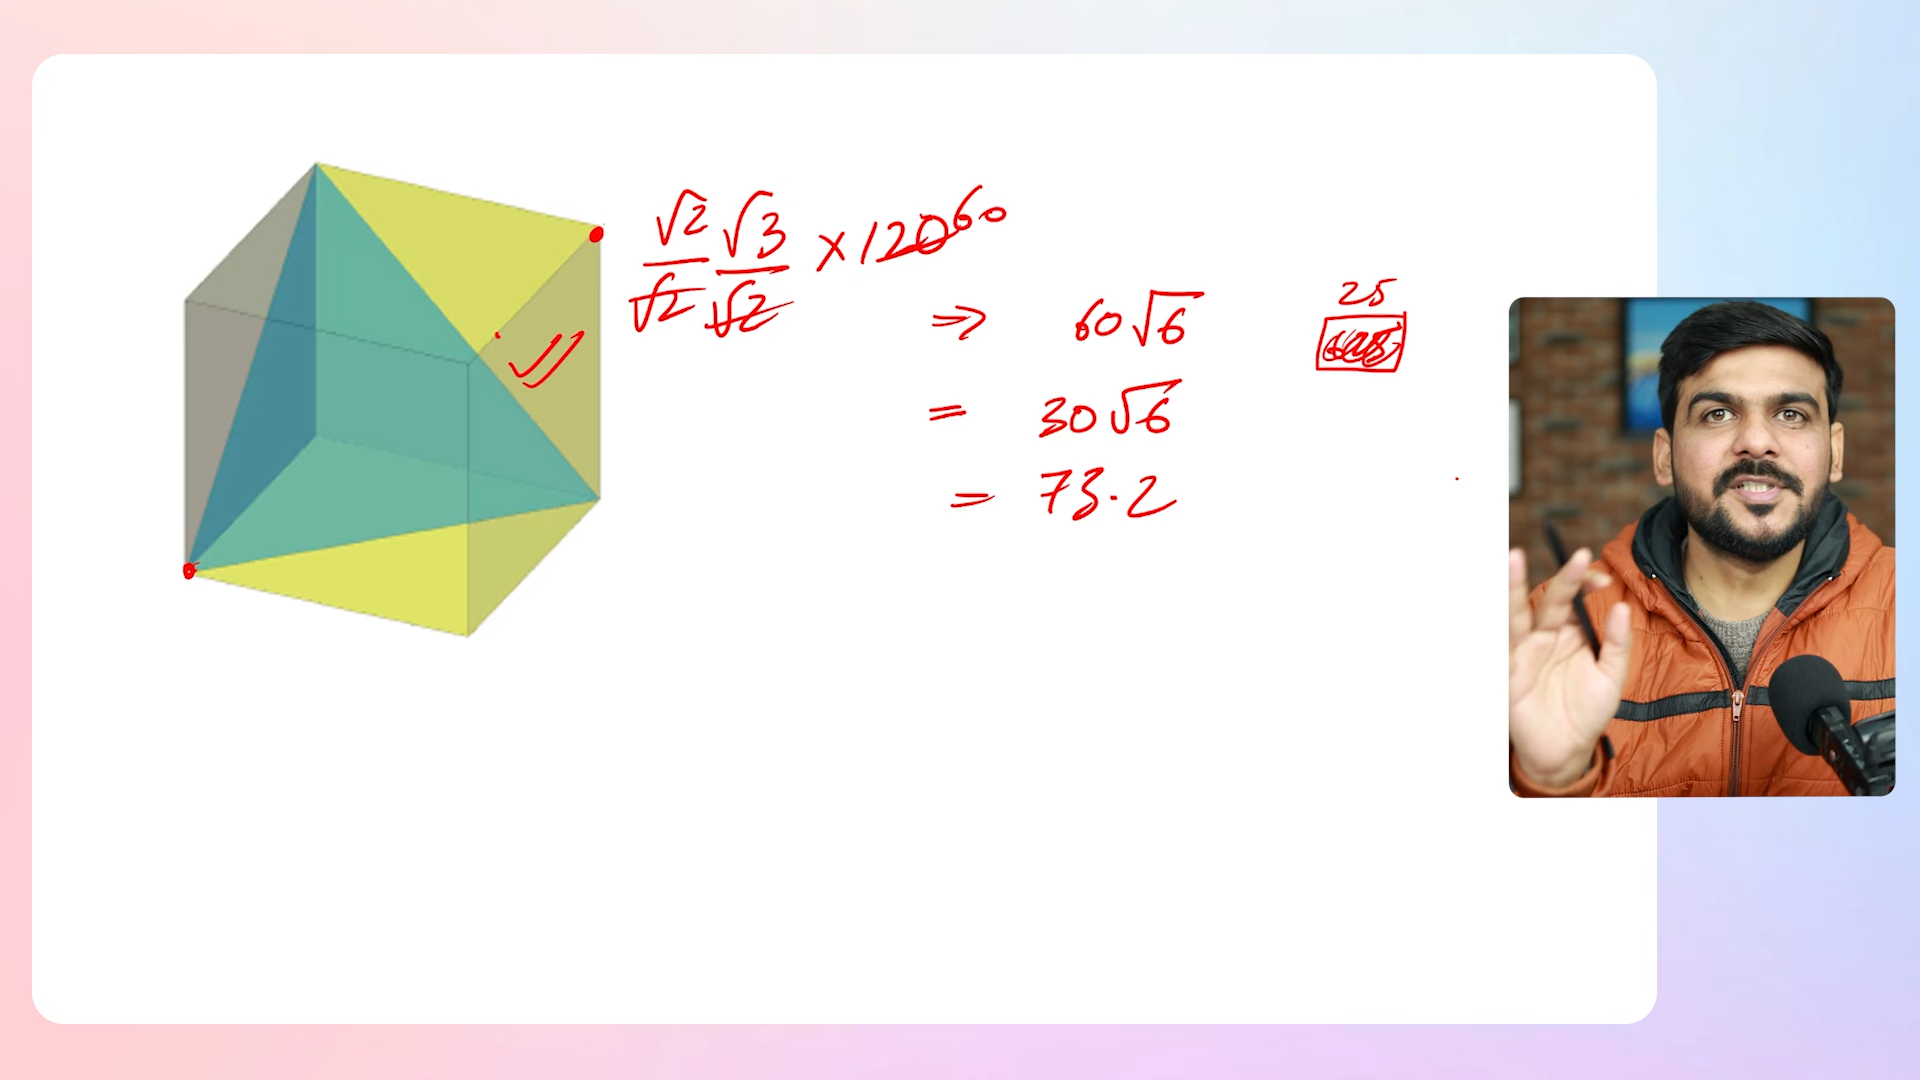 √2/√2 √3/√2 × 120 60
⇒ 60√6
= 30√6
= 73.2
25